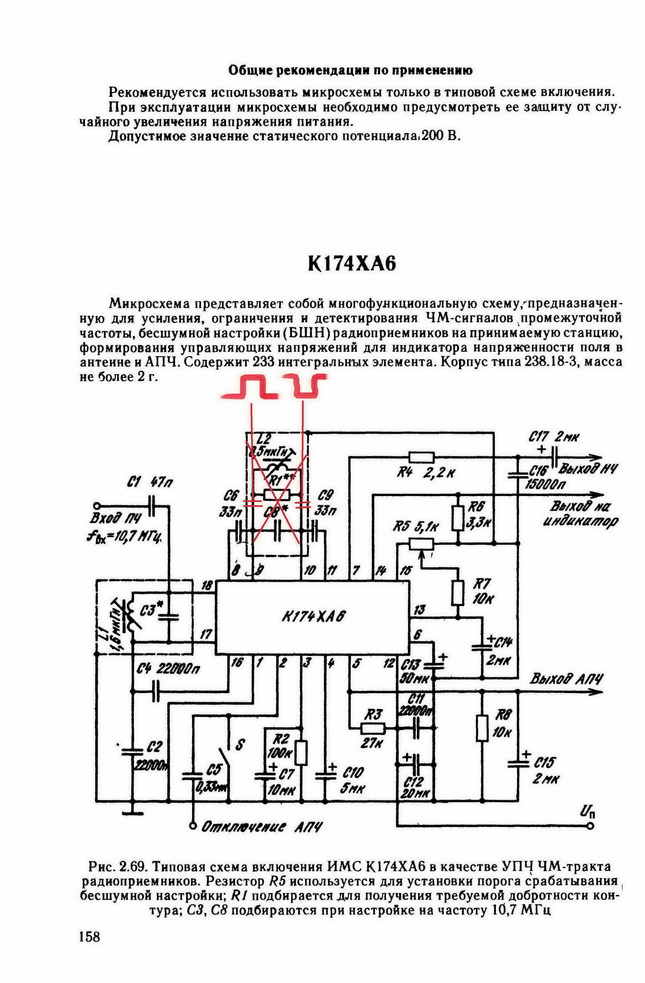 Общие рекомендации по применению
Рекомендуется использовать микросхемы только в типовой схеме включения.
При эксплуатации микросхемы необходимо предусмотреть ее защиту от слу-
чайного увеличения напряжения питания.
Допустимое значение статического потенциала 200 В.
К174ХА6
Микросхема представляет собой многофункциональную схему, предназначен-
ную для усиления, ограничения и детектирования ЧМ-сигналов промежуточной
частоты, бесшумной настройки (БШН) радиоприемников на принимаемую станцию,
формирования управляющих напряжений для индикатора напряженности поля в
антенне и АПЧ. Содержит 233 интегральных элемента. Корпус типа 238.18-3, масса
не более 2 г.
L2
0,5мкГн
R1**
C6
33п
C8*
C9
33п
C17 2мк
+
Выход НЧ
C16
15000п
R4 2,2к
Выход на
индикатор
R6
3,3к
R5 5,1к
R7
10к
C1 47п
Вход ПЧ
fвх=10,7 МГц
L1
1,6мкГн
C3*
8 9 10 11 7 14 15
18
17
К174ХА6
13
6
16 1 2 3 4 5 12
C4 22000п
C13
50мк
+
+C14
2мк
Выход АПЧ
C11
22000п
R3
27к
R8
10к
+
C15
2мк
C2
22000п
S
C5
0,33мк
R2
100к
+
C7
10мк
+
C10
5мк
+
C12
20мк
Uп
Отключение АПЧ
Рис. 2.69. Типовая схема включения ИМС К174ХА6 в качестве УПЧ ЧМ-тракта
радиоприемников. Резистор R5 используется для установки порога срабатывания
бесшумной настройки; R1 подбирается для получения требуемой добротности кон-
тура; C3, C8 подбираются при настройке на частоту 10,7 МГц
158